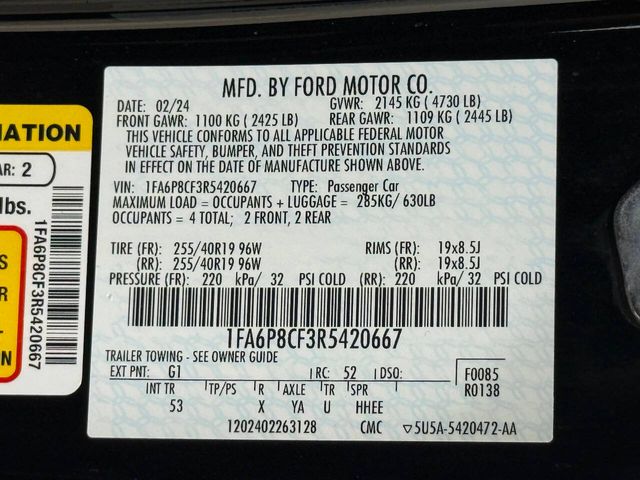 MFD. BY FORD MOTOR CO.
DATE: 02/24 GVWR: 2145 KG ( 4730 LB)
FRONT GAWR: 1100 KG ( 2425 LB) REAR GAWR: 1109 KG ( 2445 LB)
THIS VEHICLE CONFORMS TO ALL APPLICABLE FEDERAL MOTOR
VEHICLE SAFETY, BUMPER, AND THEFT PREVENTION STANDARDS
IN EFFECT ON THE DATE OF MANUFACTURE SHOWN ABOVE.
VIN: 1FA6P8CF3R5420667 TYPE: Passenger Car
MAXIMUM LOAD = OCCUPANTS + LUGGAGE = 285KG/ 630LB
OCCUPANTS = 4 TOTAL; 2 FRONT, 2 REAR
TIRE (FR): 255/40R19 96W RIMS (FR): 19x8.5J
(RR): 255/40R19 96W (RR): 19x8.5J
PRESSURE (FR): 220 kPa/ 32 PSI COLD (RR): 220 kPa/ 32 PSI COLD
1FA6P8CF3R5420667
TRAILER TOWING - SEE OWNER GUIDE
EXT PNT: G1 RC: 52 DSO:
F0085
R0138
INT TR TP/PS R AXLE TR SPR
53 X YA U HHEE
1202402263128 CMC ▽5U5A-5420472-AA
MATION
AR: 2
lbs.
S
R
ON
1FA6P8CF3R5420667